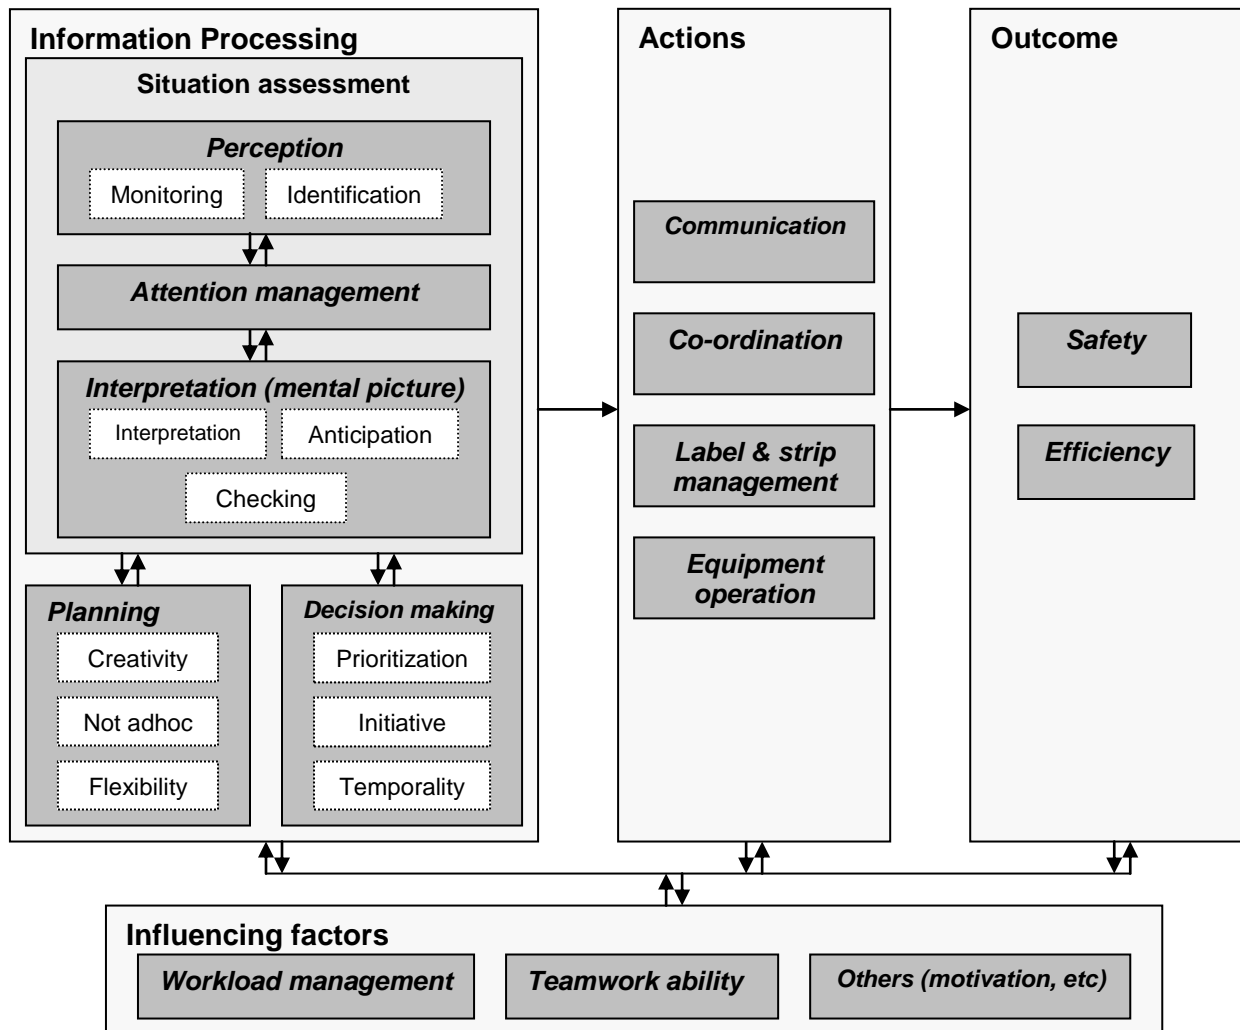 Information Processing
Situation assessment
Perception
Monitoring
Identification
Attention management
Interpretation (mental picture)
Interpretation
Anticipation
Checking
Planning
Creativity
Not adhoc
Flexibility
Decision making
Prioritization
Initiative
Temporality
Actions
Communication
Co-ordination
Label & strip
management
Equipment
operation
Outcome
Safety
Efficiency
Influencing factors
Workload management
Teamwork ability
Others (motivation, etc)